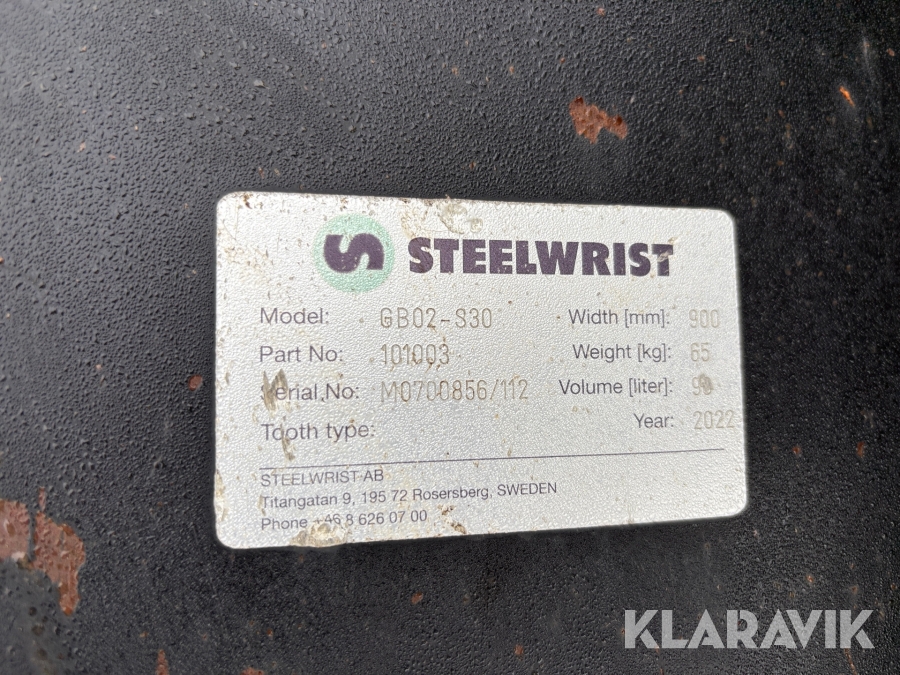 STEELWRIST
Model: GB02-S30 Width [mm]: 900
Part No: 101003 Weight [kg]: 65
Serial No: M0700856/112 Volume [liter]: 90
Tooth type: Year: 2022
STEELWRIST AB
Titangatan 9, 195 72 Rosersberg, SWEDEN
Phone +46 8 626 07 00
KLARAVIK